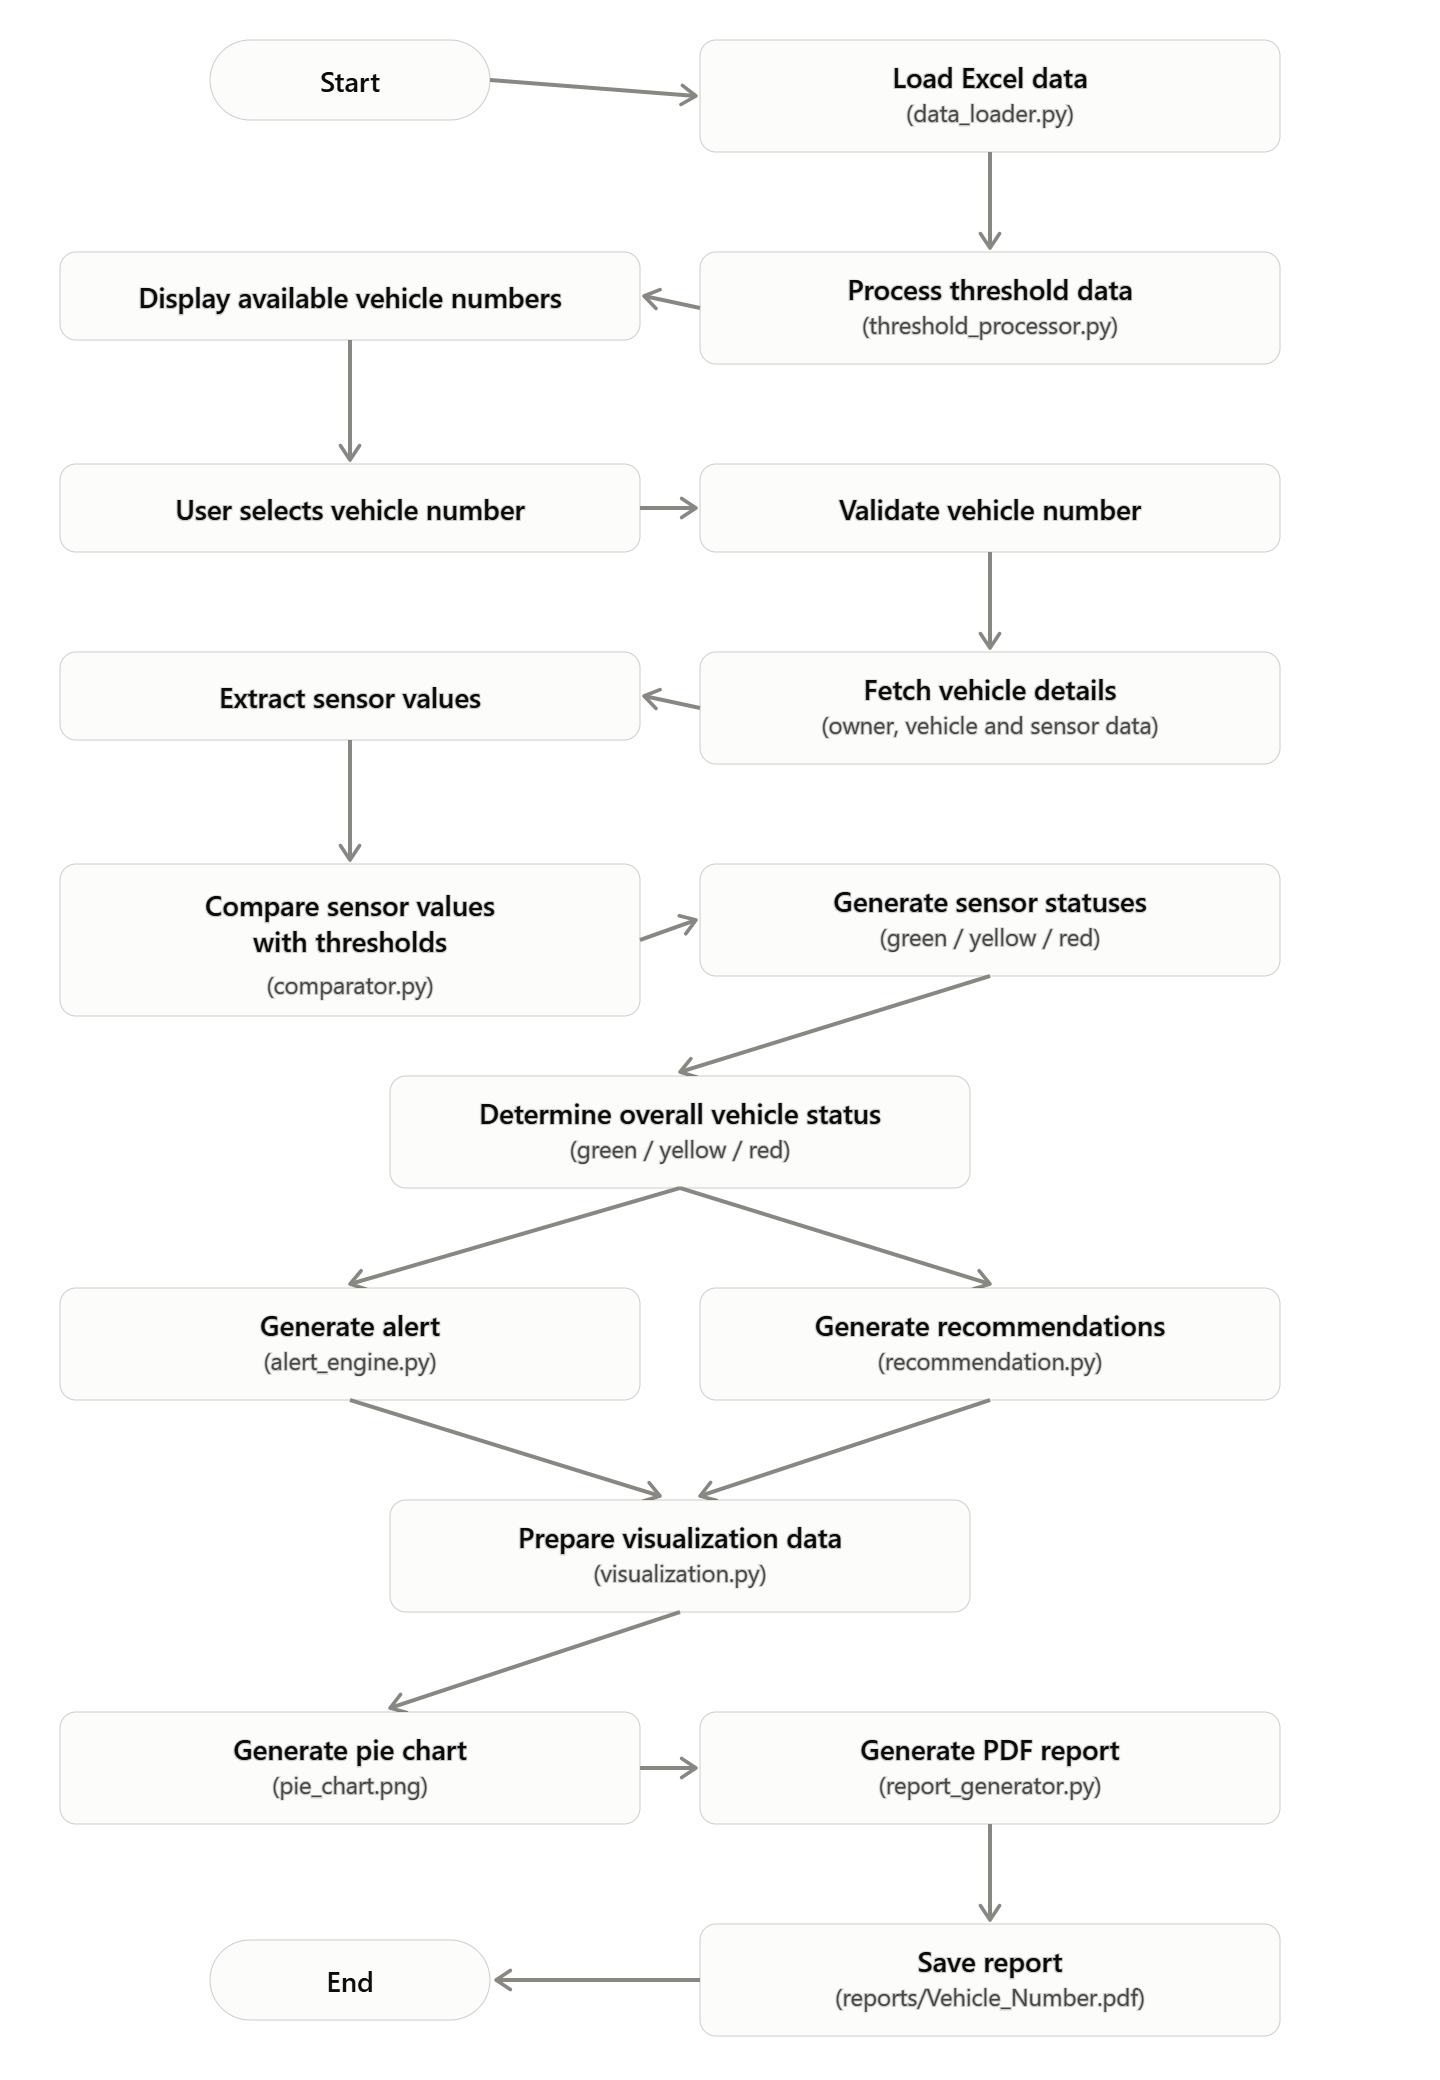 Start
Load Excel data
(data_loader.py)
Process threshold data
(threshold_processor.py)
Display available vehicle numbers
User selects vehicle number
Validate vehicle number
Fetch vehicle details
(owner, vehicle and sensor data)
Extract sensor values
Compare sensor values
with thresholds
(comparator.py)
Generate sensor statuses
(green / yellow / red)
Determine overall vehicle status
(green / yellow / red)
Generate alert
(alert_engine.py)
Generate recommendations
(recommendation.py)
Prepare visualization data
(visualization.py)
Generate pie chart
(pie_chart.png)
Generate PDF report
(report_generator.py)
Save report
(reports/Vehicle_Number.pdf)
End